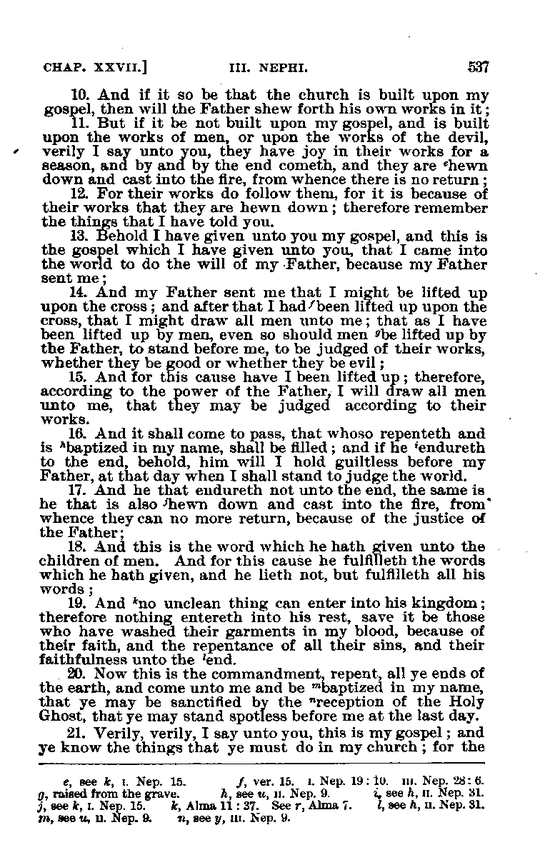 CHAP. XXVII.] III. NEPHI. 537
10. And if it so be that the church is built upon my
gospel, then will the Father shew forth his own works in it;
11. But if it be not built upon my gospel, and is built
upon the works of men, or upon the works of the devil,
verily I say unto you, they have joy in their works for a
season, and by and by the end cometh, and they are ᵉhewn
down and cast into the fire, from whence there is no return;
12. For their works do follow them, for it is because of
their works that they are hewn down; therefore remember
the things that I have told you.
13. Behold I have given unto you my gospel, and this is
the gospel which I have given unto you, that I came into
the world to do the will of my Father, because my Father
sent me;
14. And my Father sent me that I might be lifted up
upon the cross; and after that I had ᶠbeen lifted up upon the
cross, that I might draw all men unto me; that as I have
been lifted up by men, even so should men ᵍbe lifted up by
the Father, to stand before me, to be judged of their works,
whether they be good or whether they be evil;
15. And for this cause have I been lifted up; therefore,
according to the power of the Father, I will draw all men
unto me, that they may be judged according to their
works.
16. And it shall come to pass, that whoso repenteth and
is ʰbaptized in my name, shall be filled; and if he ⁱendureth
to the end, behold, him will I hold guiltless before my
Father, at that day when I shall stand to judge the world.
17. And he that endureth not unto the end, the same is
he that is also ʲhewn down and cast into the fire, from
whence they can no more return, because of the justice of
the Father;
18. And this is the word which he hath given unto the
children of men. And for this cause he fulfilleth the words
which he hath given, and he lieth not, but fulfilleth all his
words;
19. And ᵏno unclean thing can enter into his kingdom;
therefore nothing entereth into his rest, save it be those
who have washed their garments in my blood, because of
their faith, and the repentance of all their sins, and their
faithfulness unto the ˡend.
20. Now this is the commandment, repent, all ye ends of
the earth, and come unto me and be ᵐbaptized in my name,
that ye may be sanctified by the ⁿreception of the Holy
Ghost, that ye may stand spotless before me at the last day.
21. Verily, verily, I say unto you, this is my gospel; and
ye know the things that ye must do in my church; for the
e, see k, I. Nep. 15. f, ver. 15. I. Nep. 19:10. III. Nep. 28:6.
g, raised from the grave. h, see u, II. Nep. 9. i, see h, II. Nep. 31.
j, see k, I. Nep. 15. k, Alma 11:37. See r, Alma 7. l, see h, II. Nep. 31.
m, see u, II. Nep. 9. n, see y, III. Nep. 9.